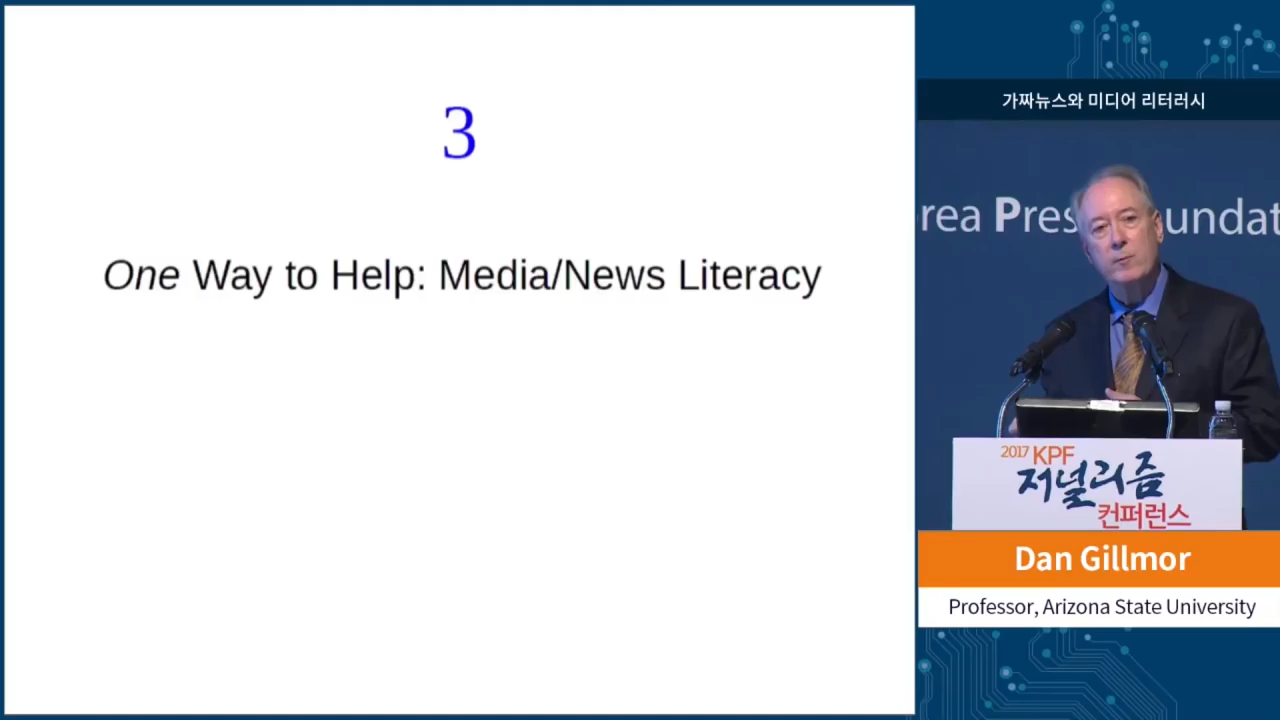 3
One Way to Help: Media/News Literacy
가짜뉴스와 미디어 리터러시
rea Pres undat
2017 KPF
저널리즘
컨퍼런스
Dan Gillmor
Professor, Arizona State University